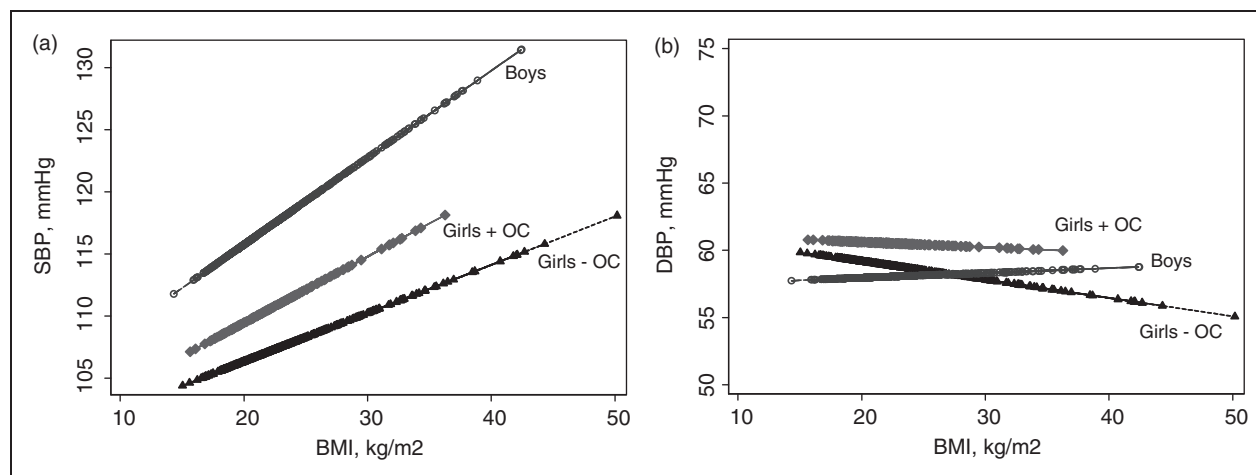 (a)
130
125
120
115
110
105
SBP, mmHg
Boys
Girls + OC
Girls - OC
10 20 30 40 50
BMI, kg/m2
(b)
75
70
65
60
55
50
DBP, mmHg
Girls + OC
Boys
Girls - OC
10 20 30 40 50
BMI, kg/m2